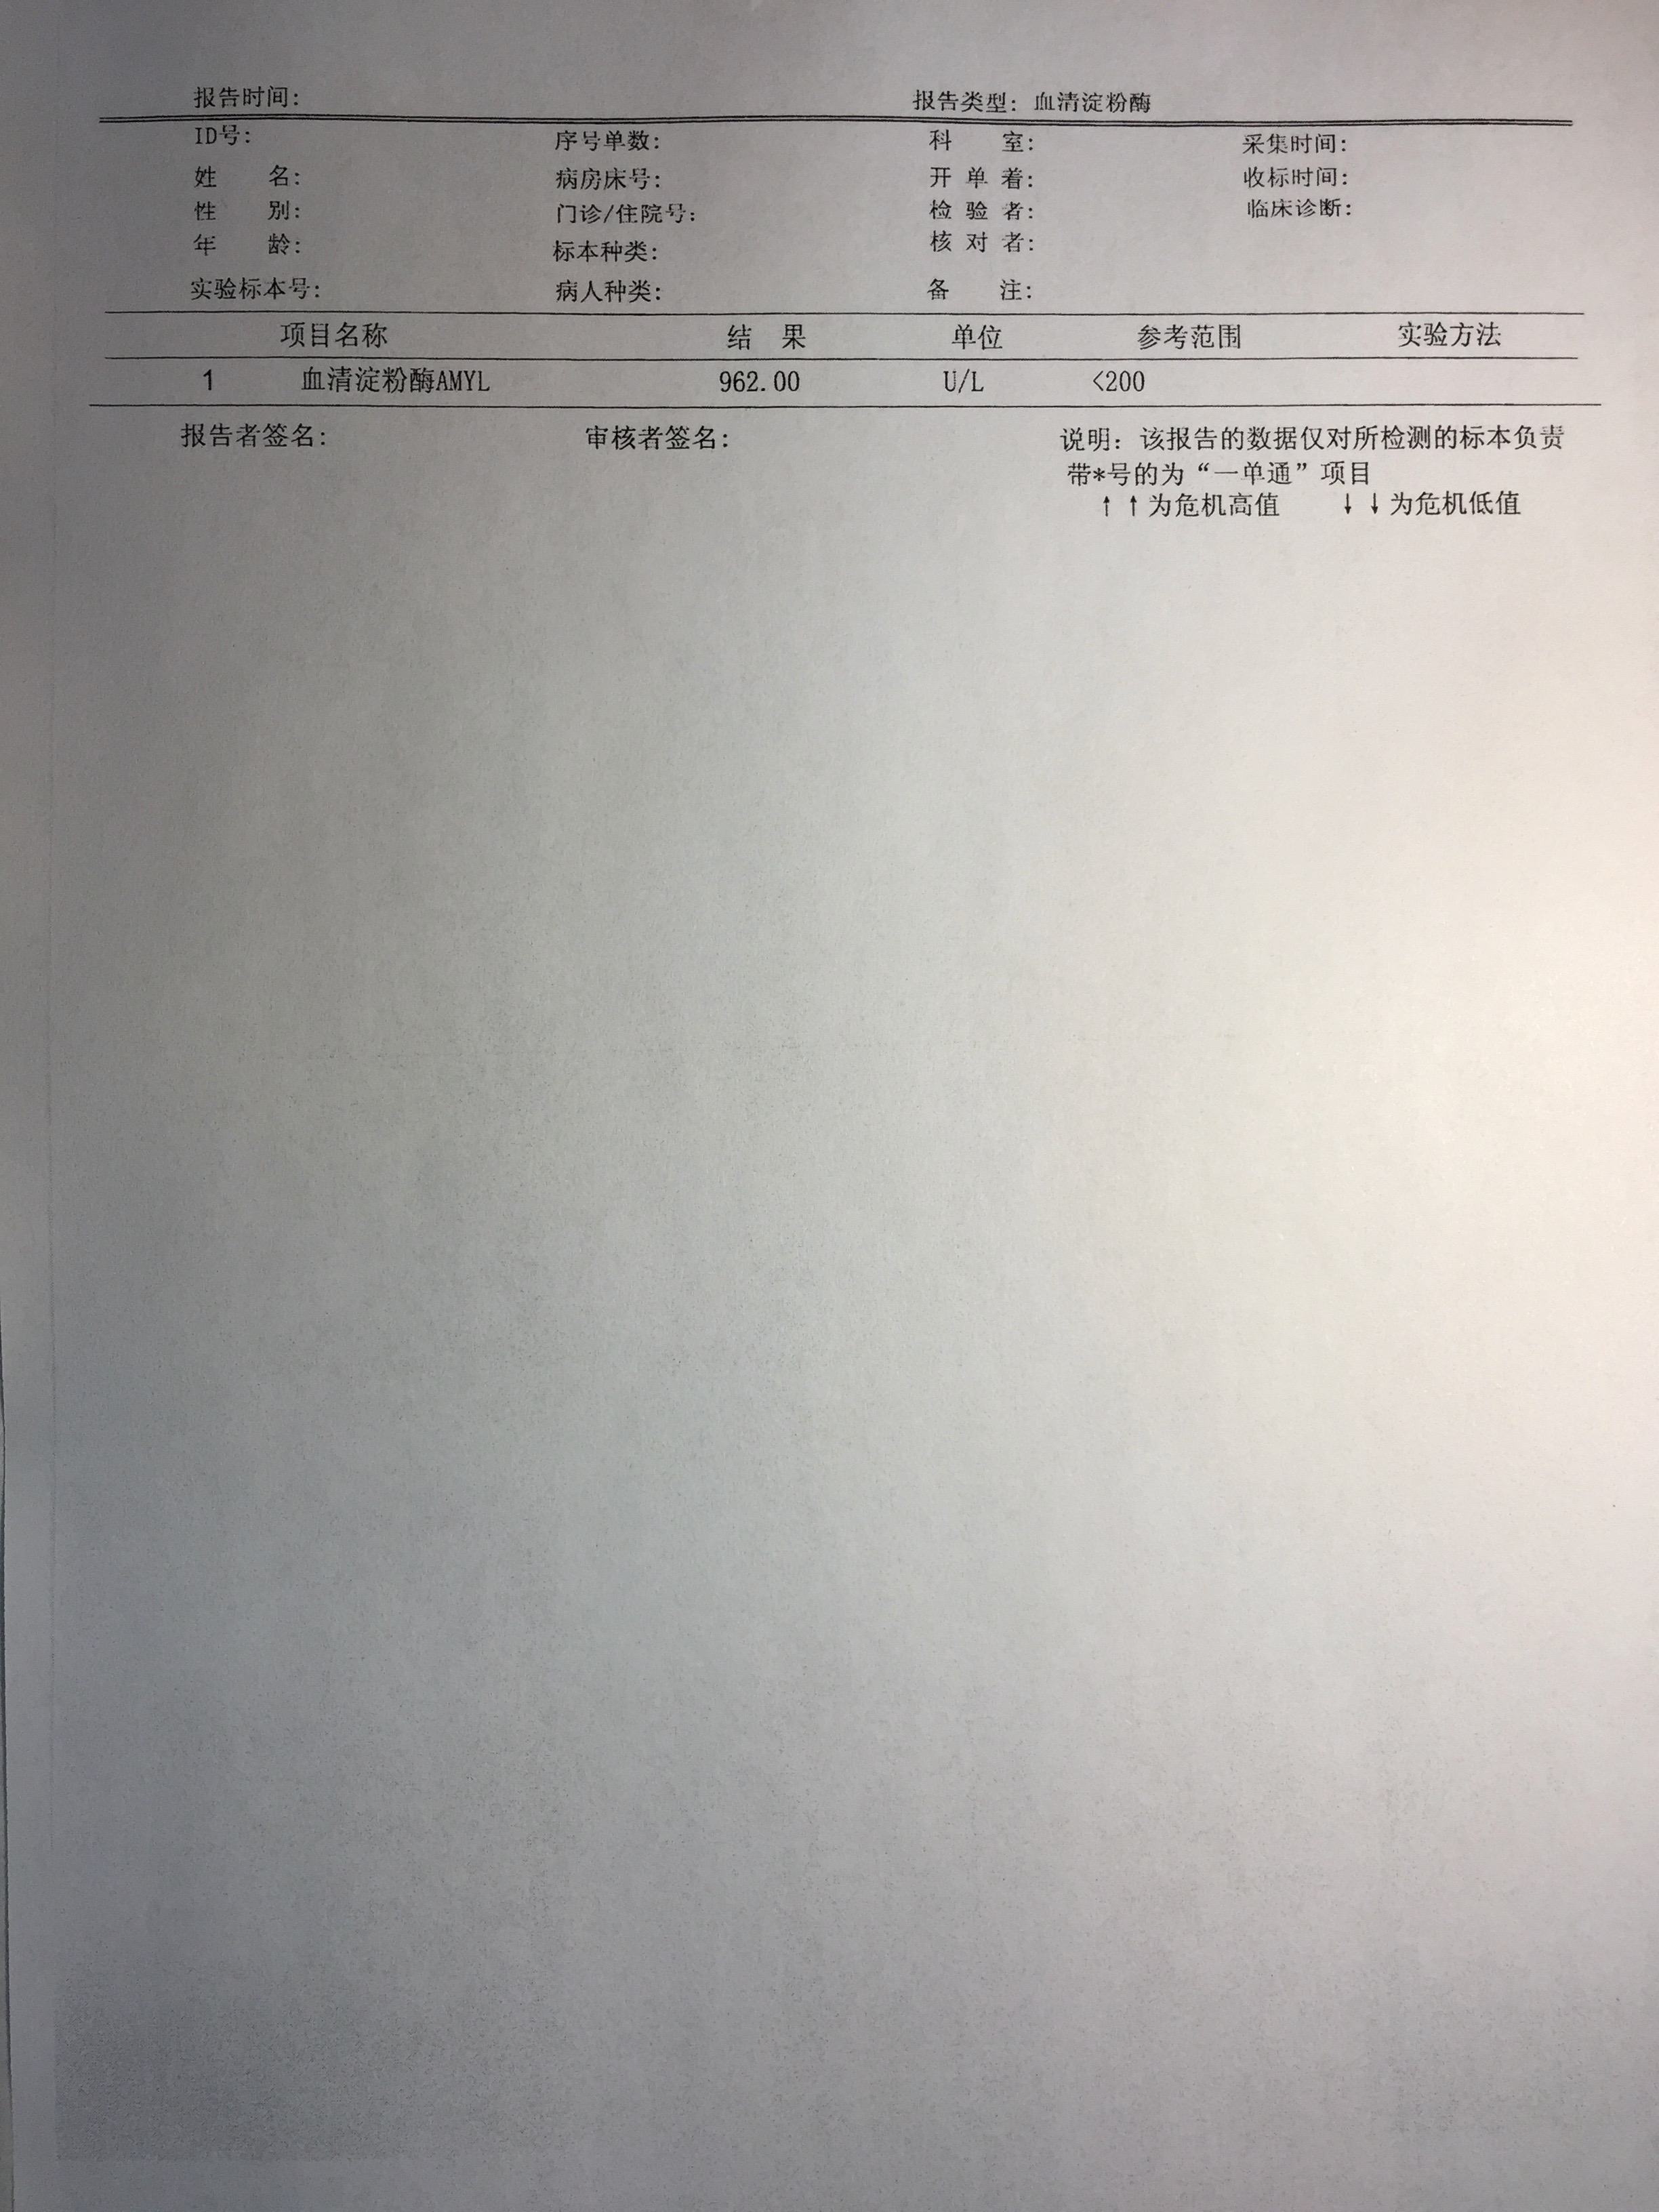 报告时间: 报告类型: 血清淀粉酶
ID号: 序号单数: 科 室: 采集时间:
姓 名: 病房床号: 开 单 着: 收标时间:
性 别: 门诊/住院号: 检 验 者: 临床诊断:
年 龄: 标本种类: 核 对 者:
实验标本号: 病人种类: 备 注:
项目名称 结 果 单位 参考范围 实验方法
1 血清淀粉酶AMYL 962.00 U/L <200
报告者签名: 审核者签名: 说明: 该报告的数据仅对所检测的标本负责
带*号的为“一单通”项目
↑ ↑为危机高值 ↓ ↓为危机低值